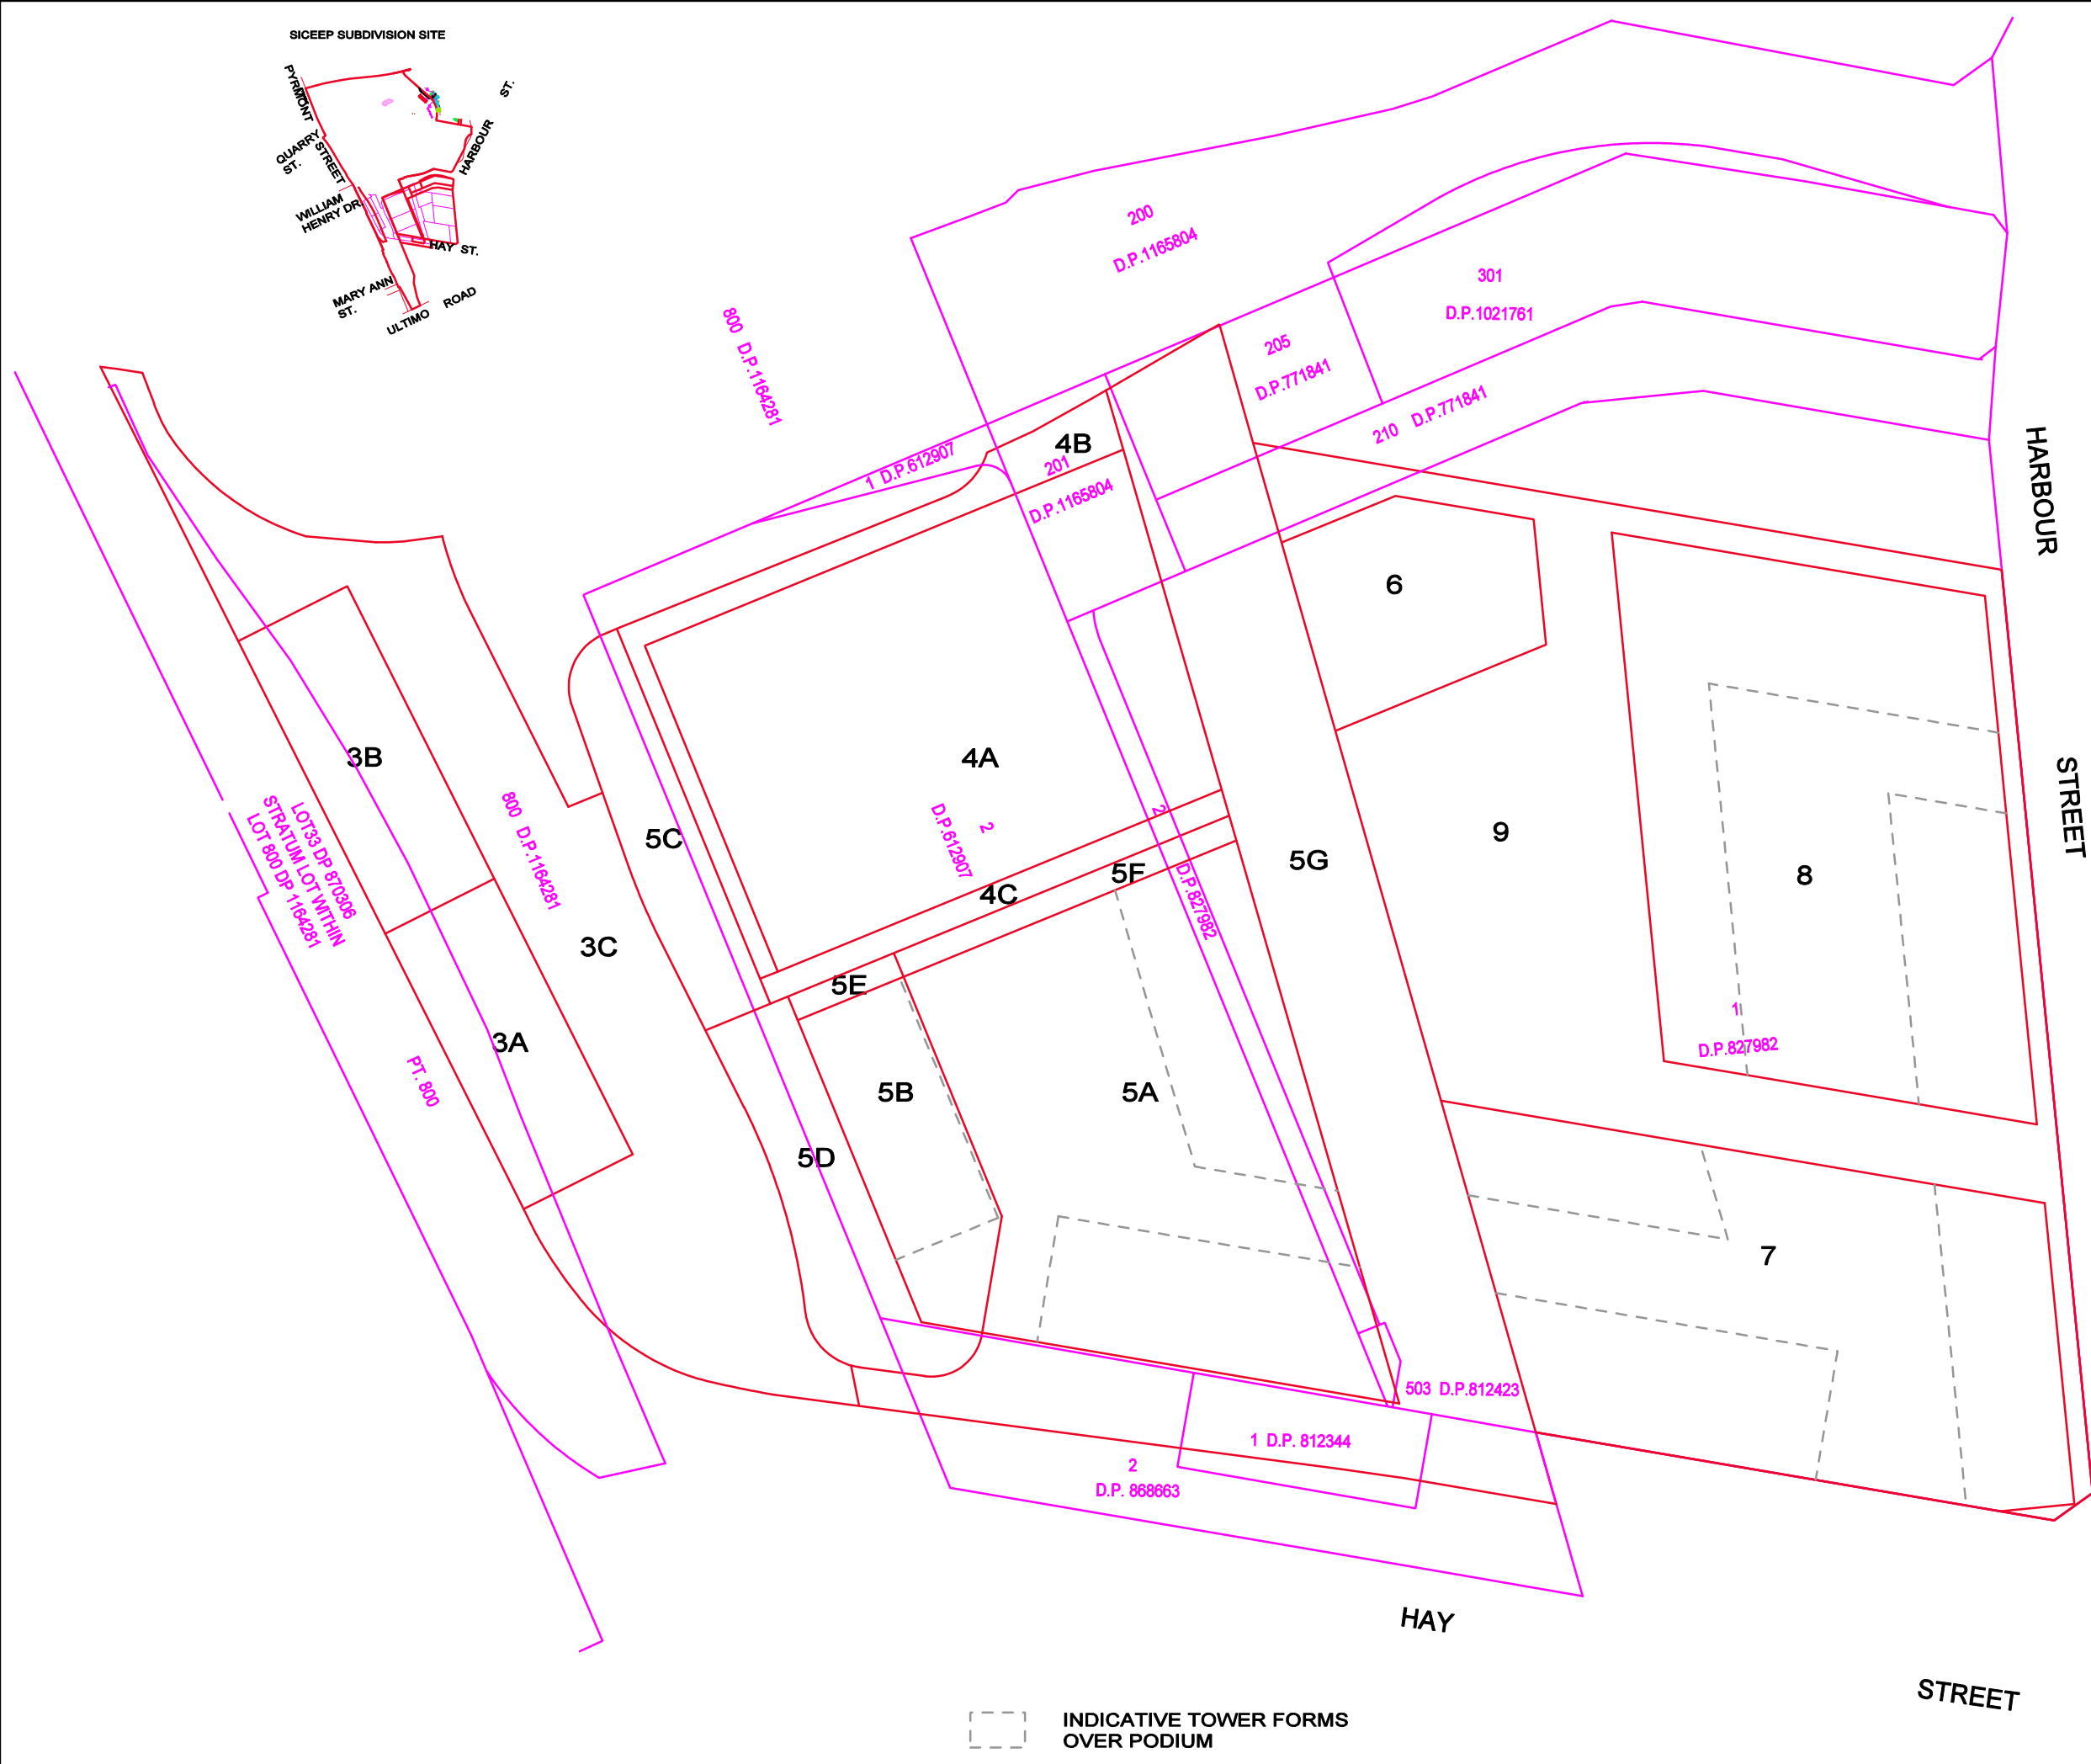 SICEEP SUBDIVISION SITE
PYRMONT
STREET
QUARRY
ST.
WILLIAM
HENRY DR.
MARY ANN
ST.
ULTIMO
ROAD
HAY ST.
HARBOUR
ST.
200
D.P.1165804
800 D.P.1164281
301
D.P.1021761
205
D.P.771841
210 D.P.771841
1 D.P.612907
4B
201
D.P.1165804
HARBOUR
STREET
6
3B
4A
5C
2
D.P.612907
2
D.P.827982
9
5G
8
5F
4C
LOT33 DP 870306
STRATUM LOT WITHIN
LOT 800 DP 1164281
800 D.P.1164281
3C
5E
3A
PT. 800
5B
5A
1
D.P.827982
5D
7
503 D.P.812423
1 D.P. 812344
2
D.P. 868663
HAY
STREET
INDICATIVE TOWER FORMS
OVER PODIUM